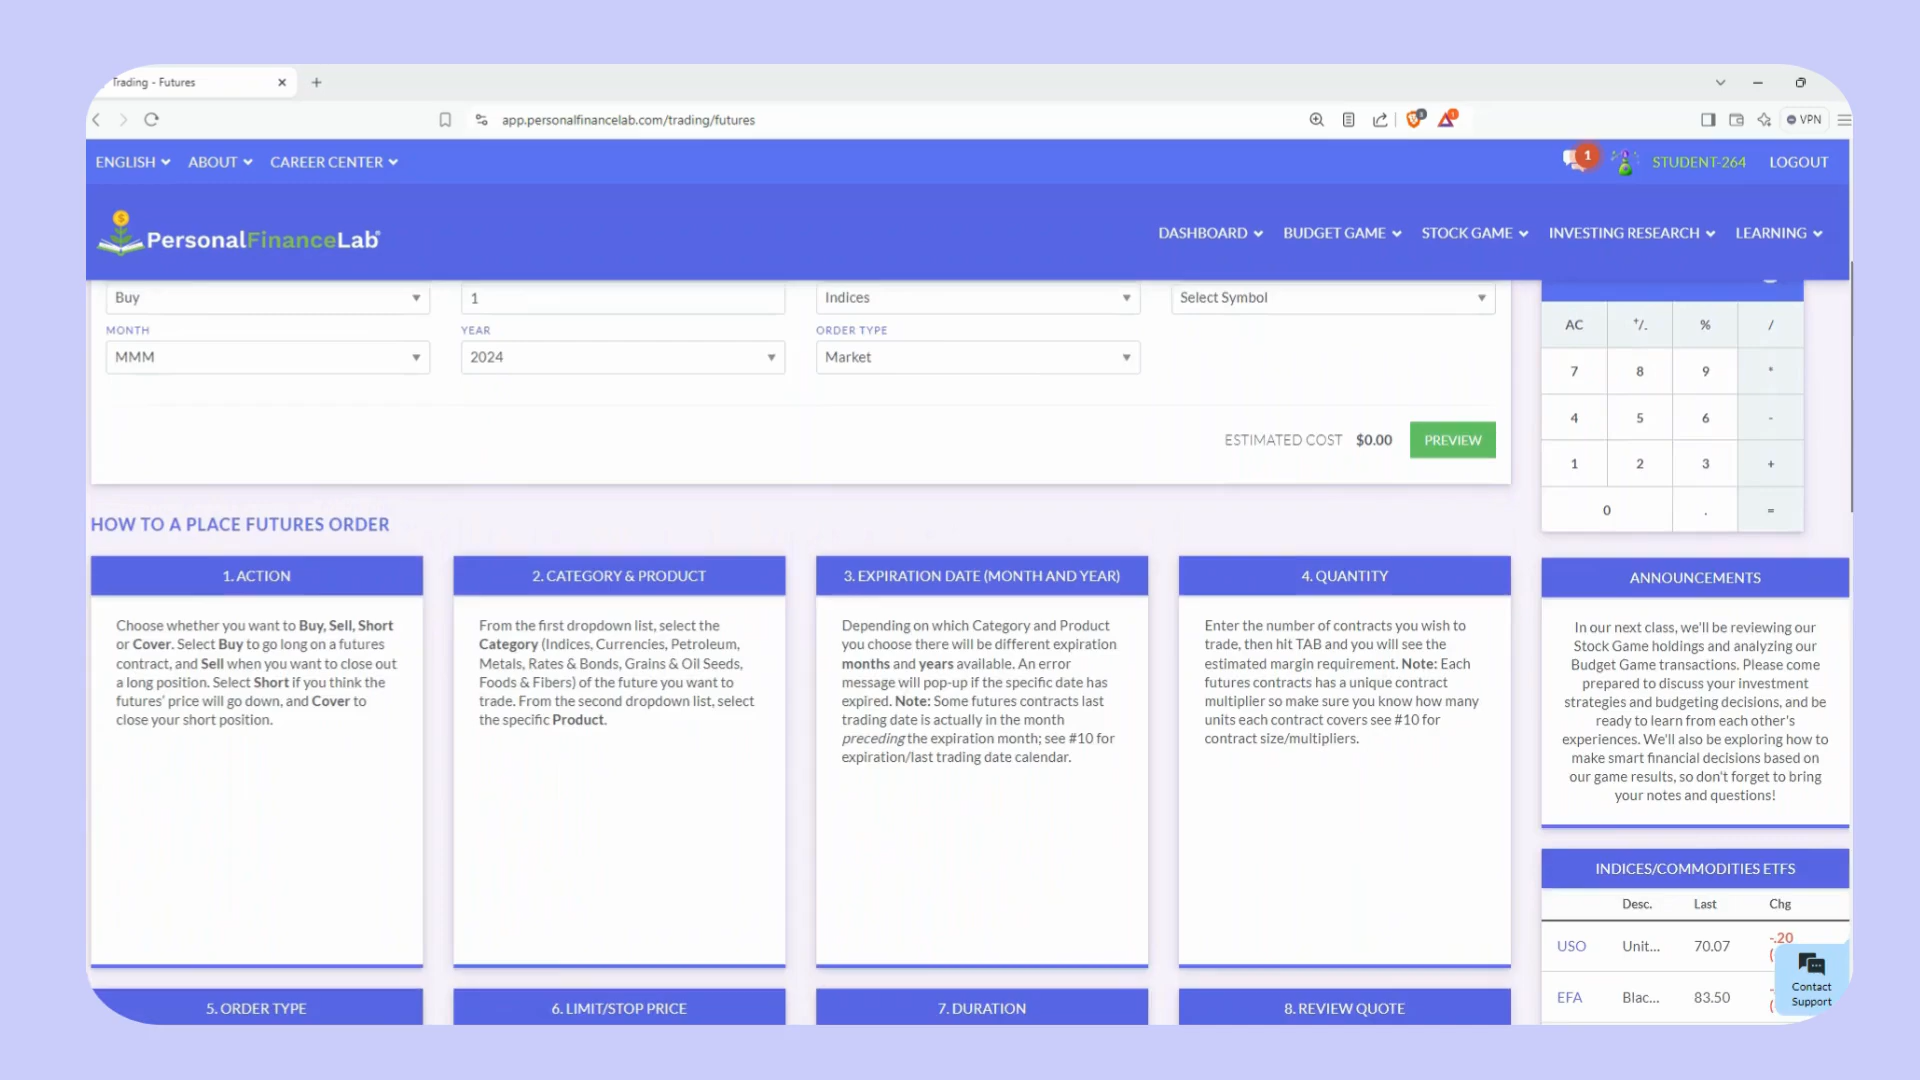 Trading - Futures
app.personalfinancelab.com/trading/futures
VPN
ENGLISH ABOUT CAREER CENTER
1 STUDENT-264 LOGOUT
PersonalFinanceLab
DASHBOARD BUDGET GAME STOCK GAME INVESTING RESEARCH LEARNING
Buy 1 Indices Select Symbol
MONTH YEAR ORDER TYPE
MMM 2024 Market
ESTIMATED COST $0.00 PREVIEW
AC +/. % /
7 8 9 *
4 5 6 -
1 2 3 +
0 . =
HOW TO A PLACE FUTURES ORDER
1. ACTION
Choose whether you want to Buy, Sell, Short
or Cover. Select Buy to go long on a futures
contract, and Sell when you want to close out
a long position. Select Short if you think the
futures' price will go down, and Cover to
close your short position.
2. CATEGORY & PRODUCT
From the first dropdown list, select the
Category (Indices, Currencies, Petroleum,
Metals, Rates & Bonds, Grains & Oil Seeds,
Foods & Fibers) of the future you want to
trade. From the second dropdown list, select
the specific Product.
3. EXPIRATION DATE (MONTH AND YEAR)
Depending on which Category and Product
you choose there will be different expiration
months and years available. An error
message will pop-up if the specific date has
expired. Note: Some futures contracts last
trading date is actually in the month
preceding the expiration month; see #10 for
expiration/last trading date calendar.
4. QUANTITY
Enter the number of contracts you wish to
trade, then hit TAB and you will see the
estimated margin requirement. Note: Each
futures contracts has a unique contract
multiplier so make sure you know how many
units each contract covers see #10 for
contract size/multipliers.
ANNOUNCEMENTS
In our next class, we'll be reviewing our
Stock Game holdings and analyzing our
Budget Game transactions. Please come
prepared to discuss your investment
strategies and budgeting decisions, and be
ready to learn from each other's
experiences. We'll also be exploring how to
make smart financial decisions based on
our game results, so don't forget to bring
your notes and questions!
INDICES/COMMODITIES ETFS
Desc. Last Chg
USO Unit... 70.07 -.20
(
EFA Blac... 83.50 -
(
Contact
Support
5. ORDER TYPE
6. LIMIT/STOP PRICE
7. DURATION
8. REVIEW QUOTE